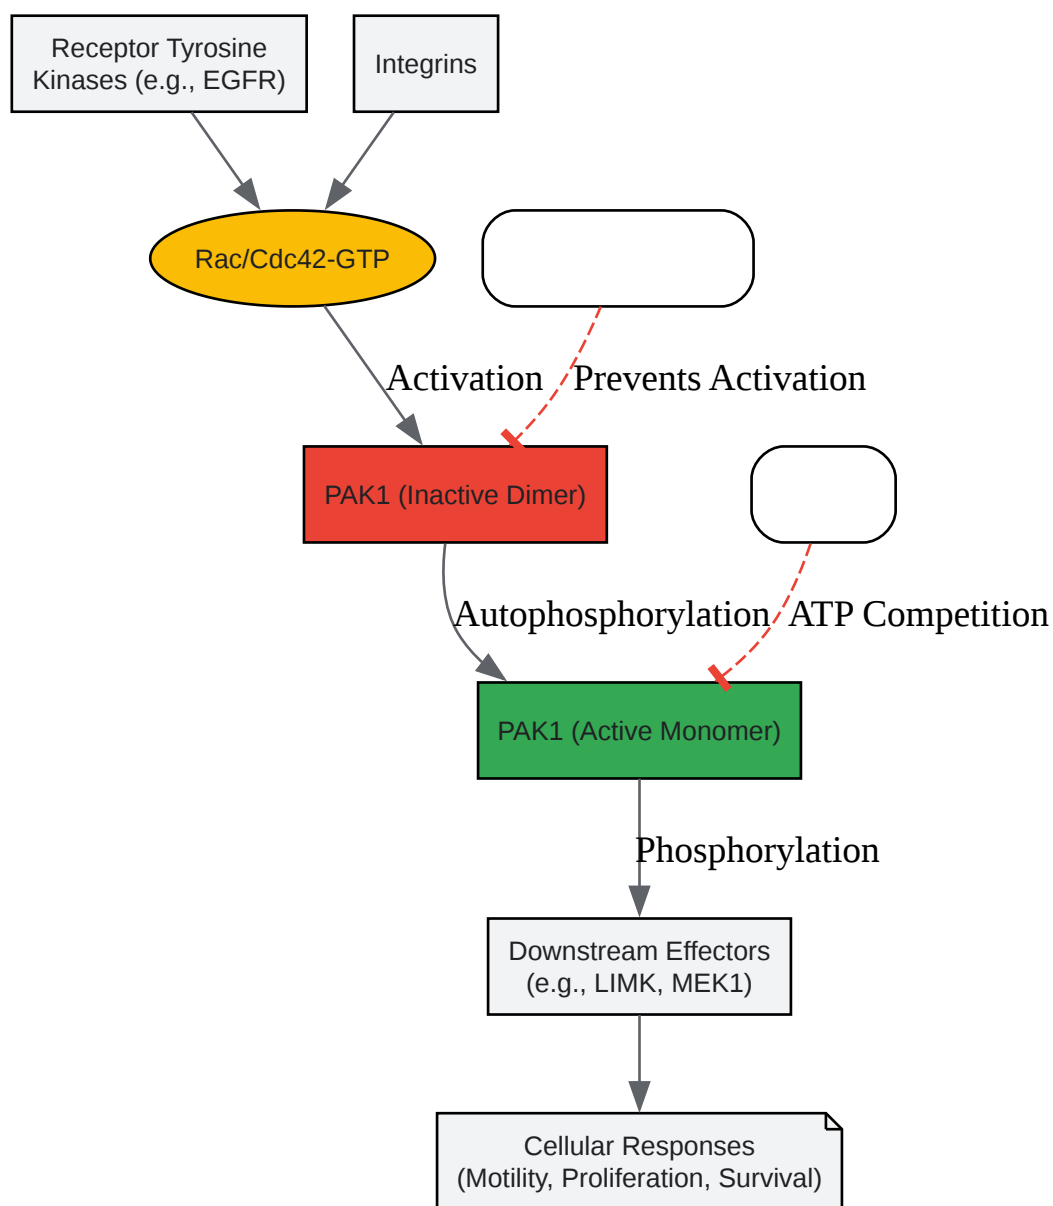 Receptor Tyrosine
Kinases (e.g., EGFR)
Integrins
Rac/Cdc42-GTP
Activation
Prevents Activation
PAK1 (Inactive Dimer)
Autophosphorylation
ATP Competition
PAK1 (Active Monomer)
Phosphorylation
Downstream Effectors
(e.g., LIMK, MEK1)
Cellular Responses
(Motility, Proliferation, Survival)